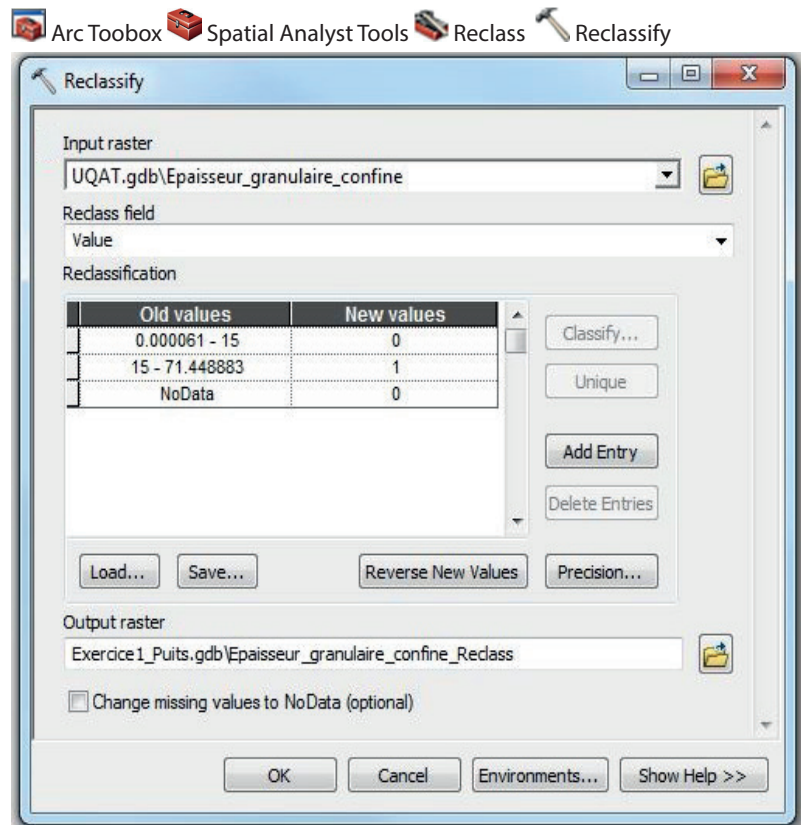 Arc Toobox Spatial Analyst Tools Reclass Reclassify
Reclassify
Input raster
UQAT.gdb\Epaisseur_granulaire_confine
Reclass field
Value
Reclassification
Old values New values
0.000061 - 15 0
15 - 71.448883 1
NoData 0
Classify...
Unique
Add Entry
Delete Entries
Load... Save... Reverse New Values Precision...
Output raster
Exercice1_Puits.gdb\Epaisseur_granulaire_confine_Reclass
Change missing values to NoData (optional)
OK Cancel Environments... Show Help >>